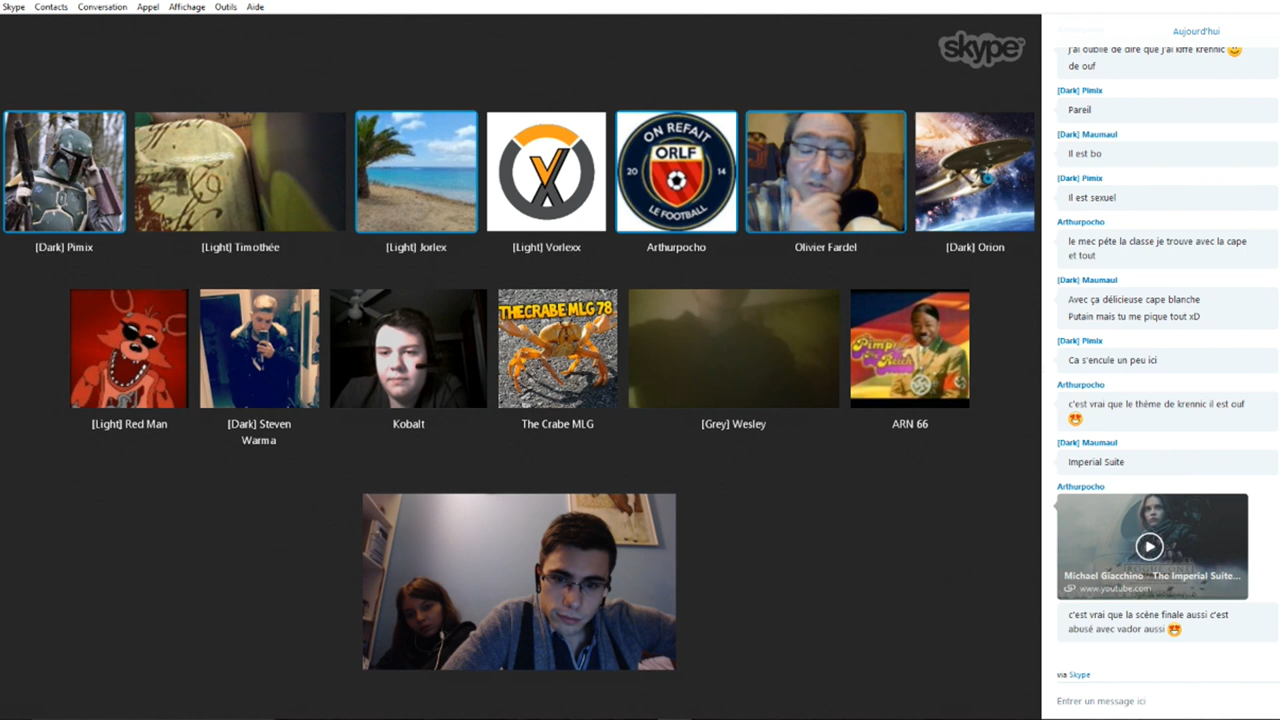 Skype Contacts Conversation Appel Affichage Outils Aide
skype
Aujourd'hui
j'ai oublié de dire que j'ai kiffé krennic
de ouf
[Dark] Pimix
Pareil
[Dark] Maumaul
Il est bo
[Dark] Pimix
Il est sexuel
Arthurpocho
le mec péte la classe je trouve avec la cape
et tout
[Dark] Maumaul
Avec ça délicieuse cape blanche
Putain mais tu me pique tout xD
[Dark] Pimix
Ca s'encule un peu ici
Arthurpocho
c'est vrai que le thème de krennic il est ouf
[Dark] Maumaul
Imperial Suite
Arthurpocho
ROGUE ONE
Michael Giacchino - The Imperial Suite...
www.youtube.com
c'est vrai que la scène finale aussi c'est
abusé avec vador aussi
via Skype
Entrer un message ici
ON REFAIT
ORLF
20 14
LE FOOTBALL
[Dark] Pimix
[Light] Timothée
[Light] Jorlex
[Light] Vorlexx
Arthurpocho
Olivier Fardel
[Dark] Orion
THECRABE MLG 78
Pimp
Reich
[Light] Red Man
[Dark] Steven
Warma
Kobalt
The Crabe MLG
[Grey] Wesley
ARN 66